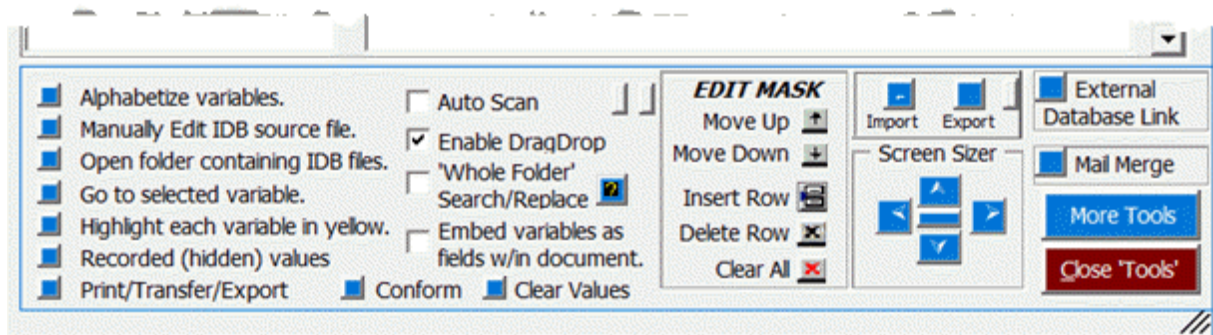 Alphabetize variables.
Manually Edit IDB source file.
Open folder containing IDB files.
Go to selected variable.
Highlight each variable in yellow.
Recorded (hidden) values
Print/Transfer/Export
Conform
Clear Values
Auto Scan
Enable DragDrop
'Whole Folder'
Search/Replace
?
Embed variables as
fields w/in document.
EDIT MASK
Move Up
Move Down
Insert Row
Delete Row
Clear All
Import
Export
Screen Sizer
External
Database Link
Mail Merge
More Tools
Close 'Tools'